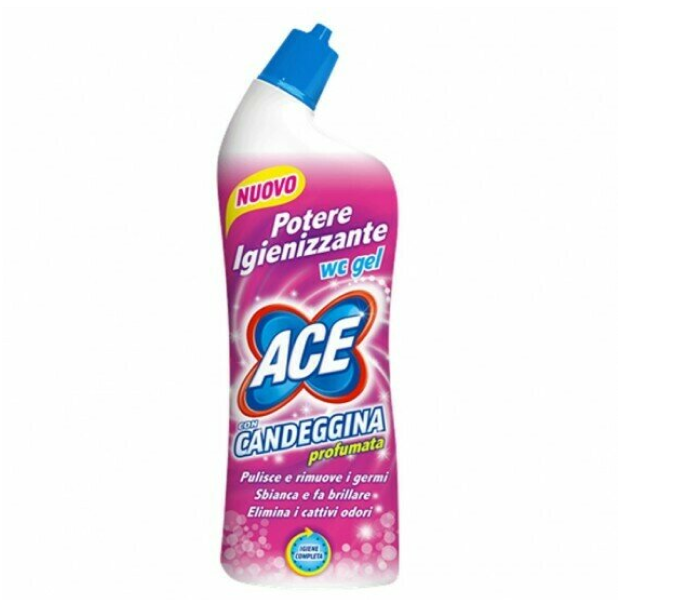 NUOVO
Potere
Igienizzante
wc gel
ACE
CON
CANDEGGINA
profumata
Pulisce e rimuove i germi
Sbianca e fa brillare
Elimina i cattivi odori
IGIENE
COMPLETA